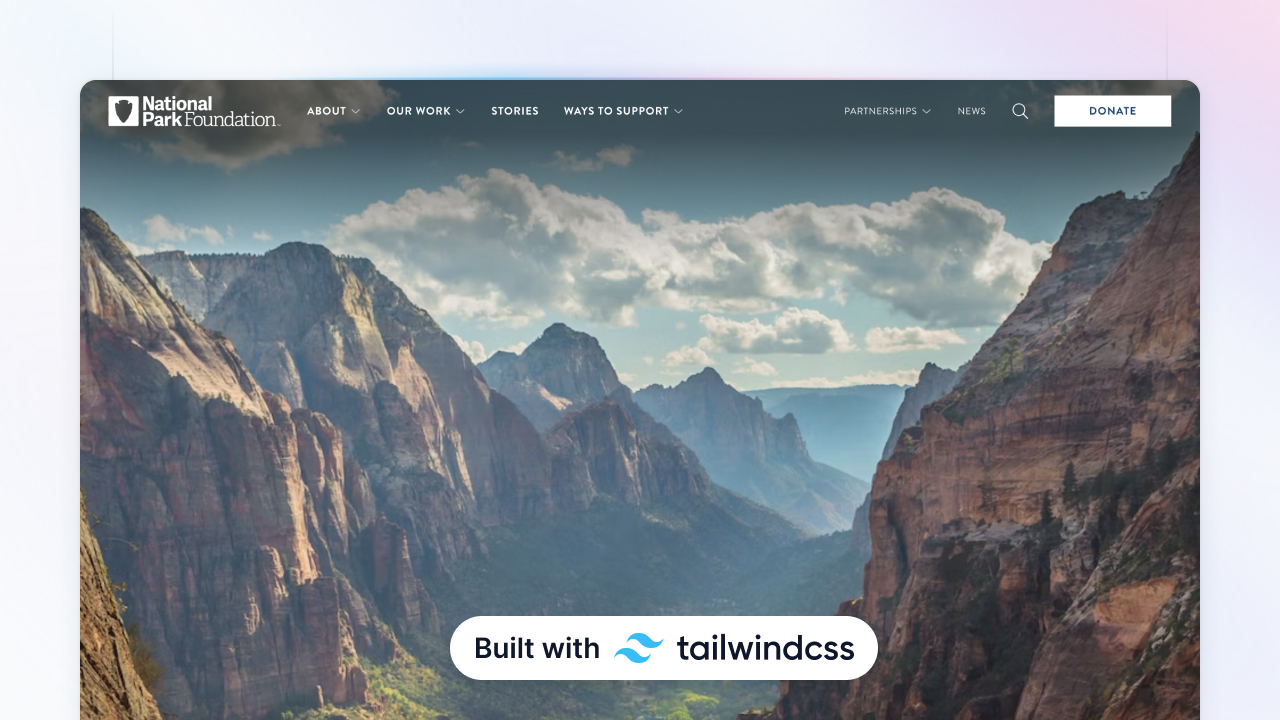 National
Park Foundation
ABOUT
OUR WORK
STORIES
WAYS TO SUPPORT
PARTNERSHIPS
NEWS
DONATE
Built with tailwindcss